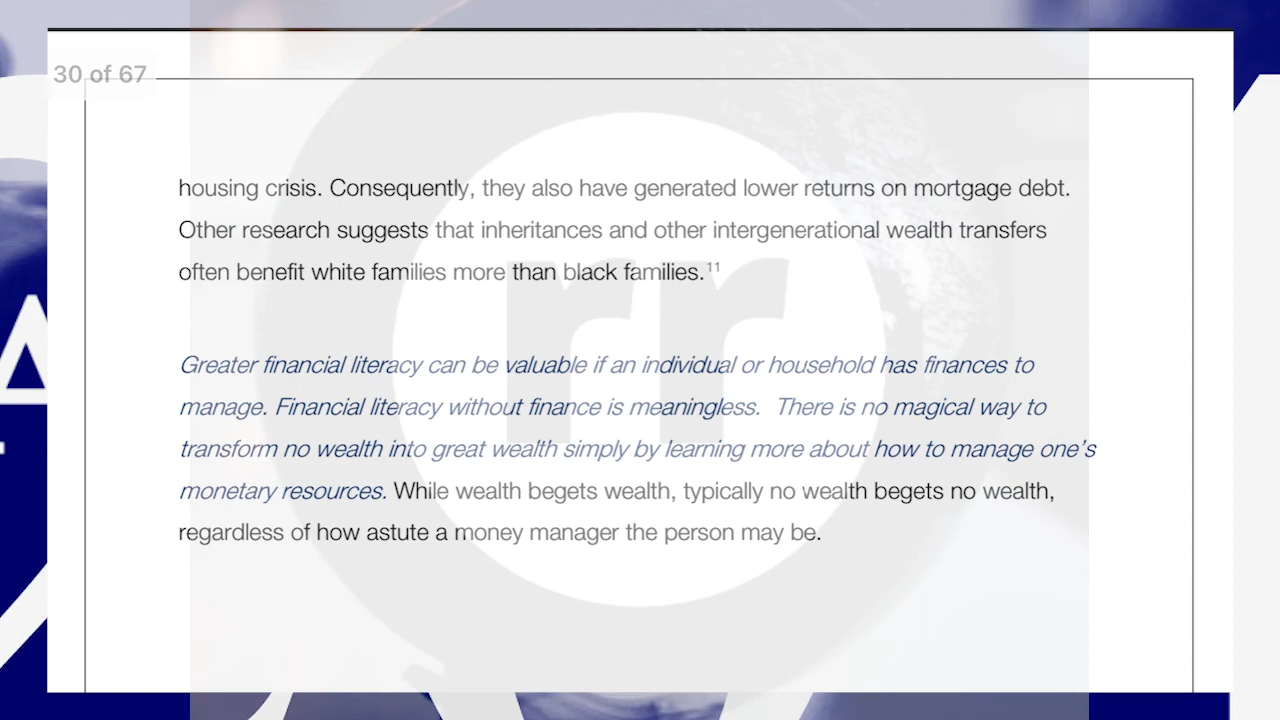 30 of 67
housing crisis. Consequently, they also have generated lower returns on mortgage debt.
Other research suggests that inheritances and other intergenerational wealth transfers
often benefit white families more than black families.¹¹
rr
Greater financial literacy can be valuable if an individual or household has finances to
manage. Financial literacy without finance is meaningless. There is no magical way to
transform no wealth into great wealth simply by learning more about how to manage one's
monetary resources. While wealth begets wealth, typically no wealth begets no wealth,
regardless of how astute a money manager the person may be.